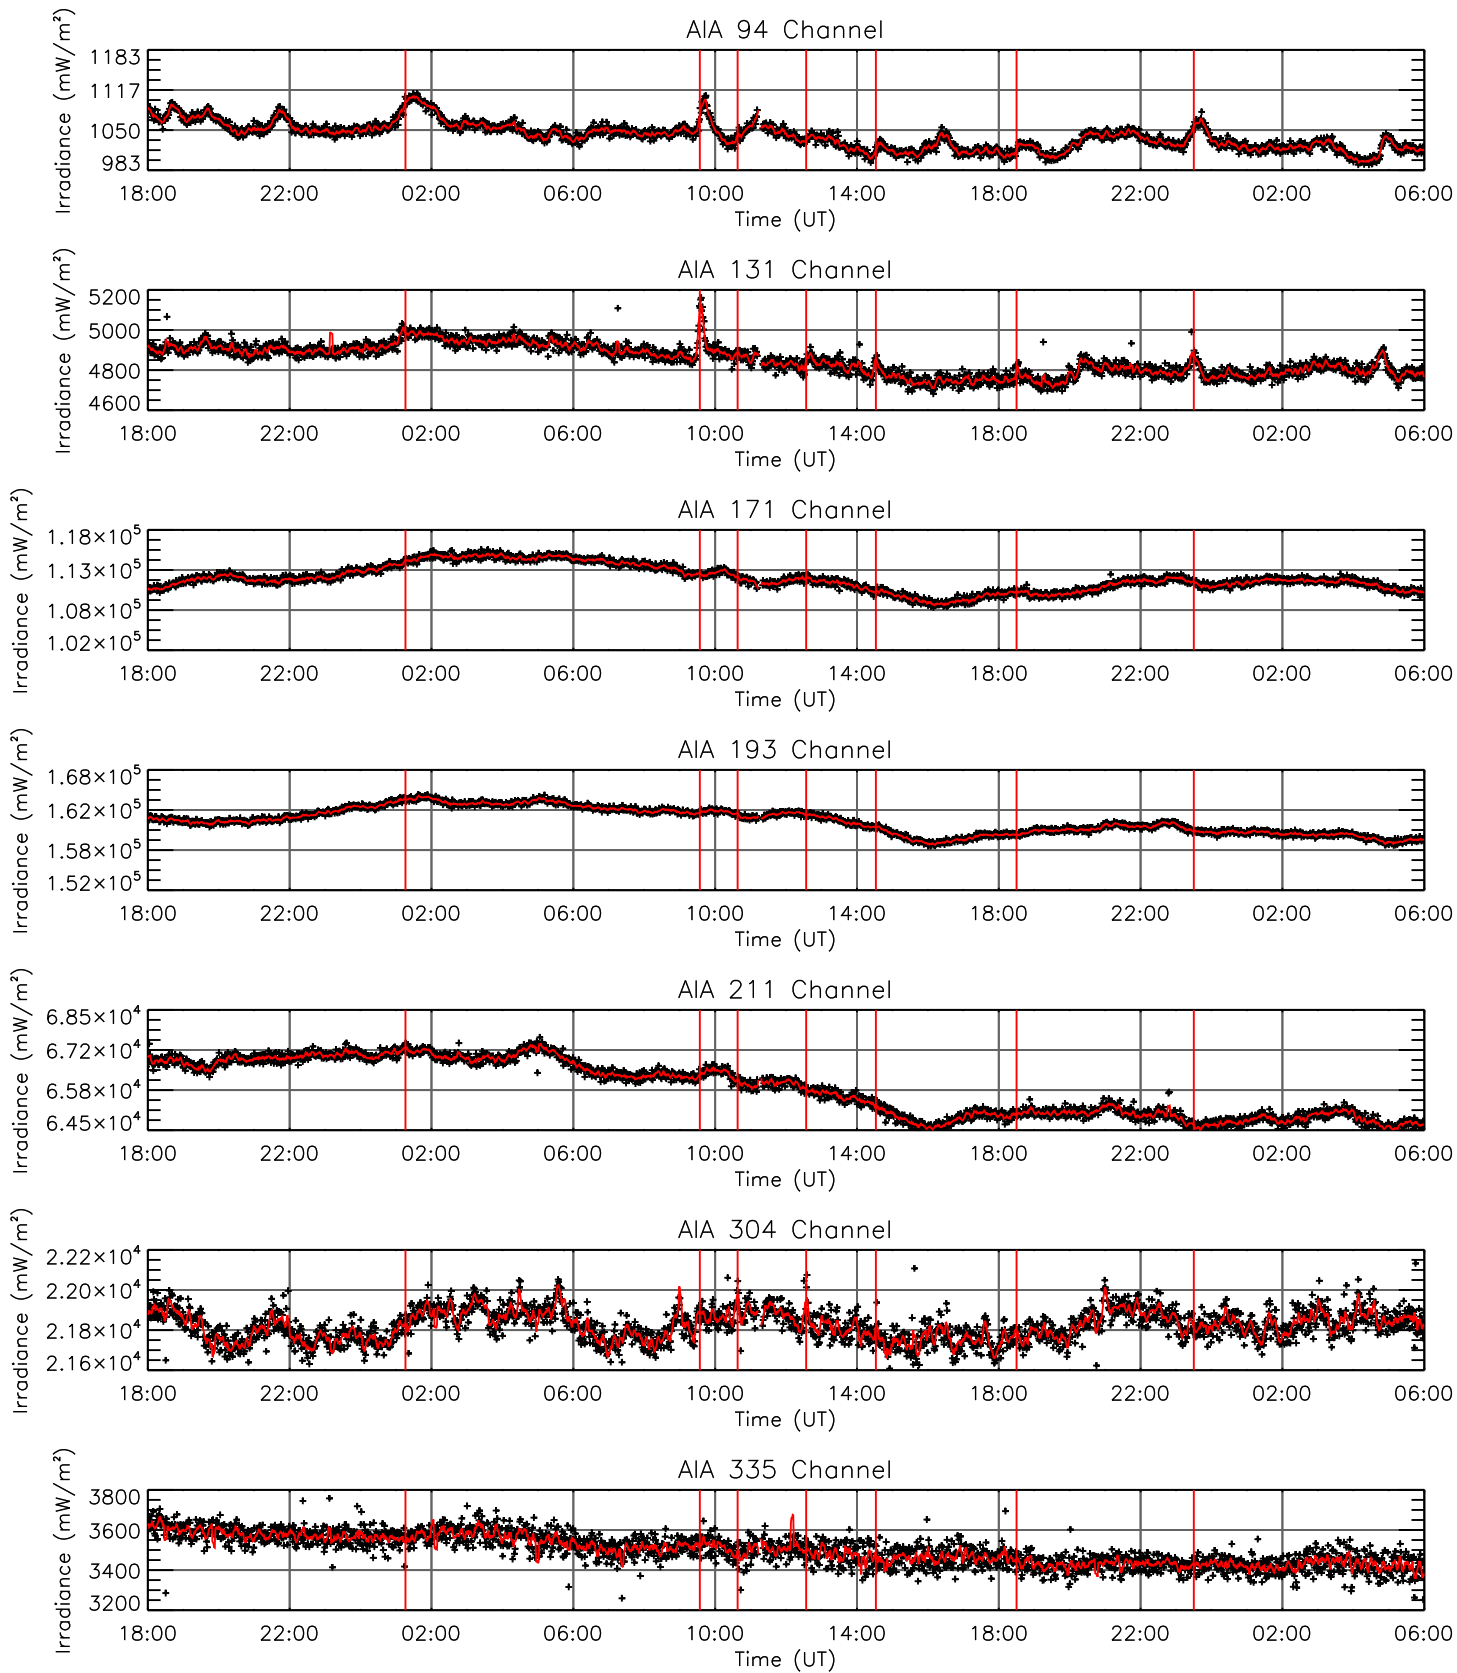 AIA 94 Channel
Irradiance (mW/m²)
1183
1117
1050
983
18:00 22:00 02:00 06:00 10:00 14:00 18:00 22:00 02:00 06:00
Time (UT)
AIA 131 Channel
Irradiance (mW/m²)
5200
5000
4800
4600
18:00 22:00 02:00 06:00 10:00 14:00 18:00 22:00 02:00 06:00
Time (UT)
AIA 171 Channel
Irradiance (mW/m²)
1.18×10⁵
1.13×10⁵
1.08×10⁵
1.02×10⁵
18:00 22:00 02:00 06:00 10:00 14:00 18:00 22:00 02:00 06:00
Time (UT)
AIA 193 Channel
Irradiance (mW/m²)
1.68×10⁵
1.62×10⁵
1.58×10⁵
1.52×10⁵
18:00 22:00 02:00 06:00 10:00 14:00 18:00 22:00 02:00 06:00
Time (UT)
AIA 211 Channel
Irradiance (mW/m²)
6.85×10⁴
6.72×10⁴
6.58×10⁴
6.45×10⁴
18:00 22:00 02:00 06:00 10:00 14:00 18:00 22:00 02:00 06:00
Time (UT)
AIA 304 Channel
Irradiance (mW/m²)
2.22×10⁴
2.20×10⁴
2.18×10⁴
2.16×10⁴
18:00 22:00 02:00 06:00 10:00 14:00 18:00 22:00 02:00 06:00
Time (UT)
AIA 335 Channel
Irradiance (mW/m²)
3800
3600
3400
3200
18:00 22:00 02:00 06:00 10:00 14:00 18:00 22:00 02:00 06:00
Time (UT)